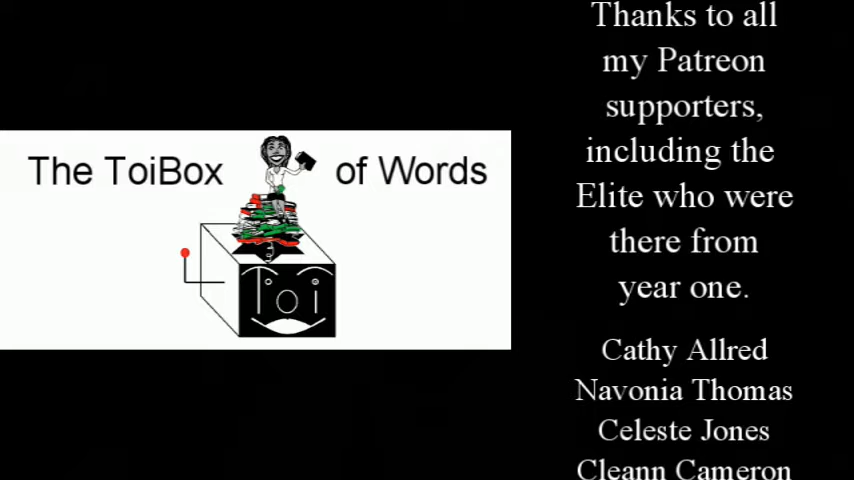 The ToiBox of Words
Toi
Thanks to all
my Patreon
supporters,
including the
Elite who were
there from
year one.
Cathy Allred
Navonia Thomas
Celeste Jones
Cleann Cameron